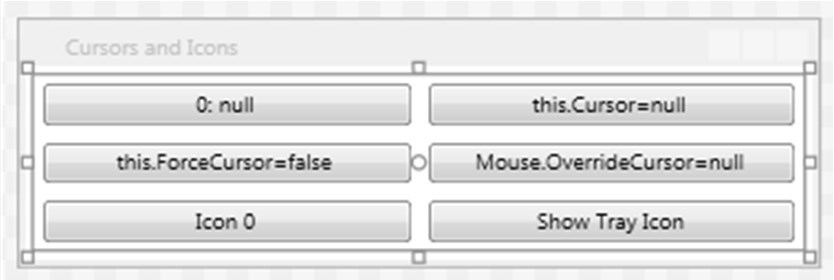 Cursors and Icons
0: null
this.Cursor=null
this.ForceCursor=false
Mouse.OverrideCursor=null
Icon 0
Show Tray Icon